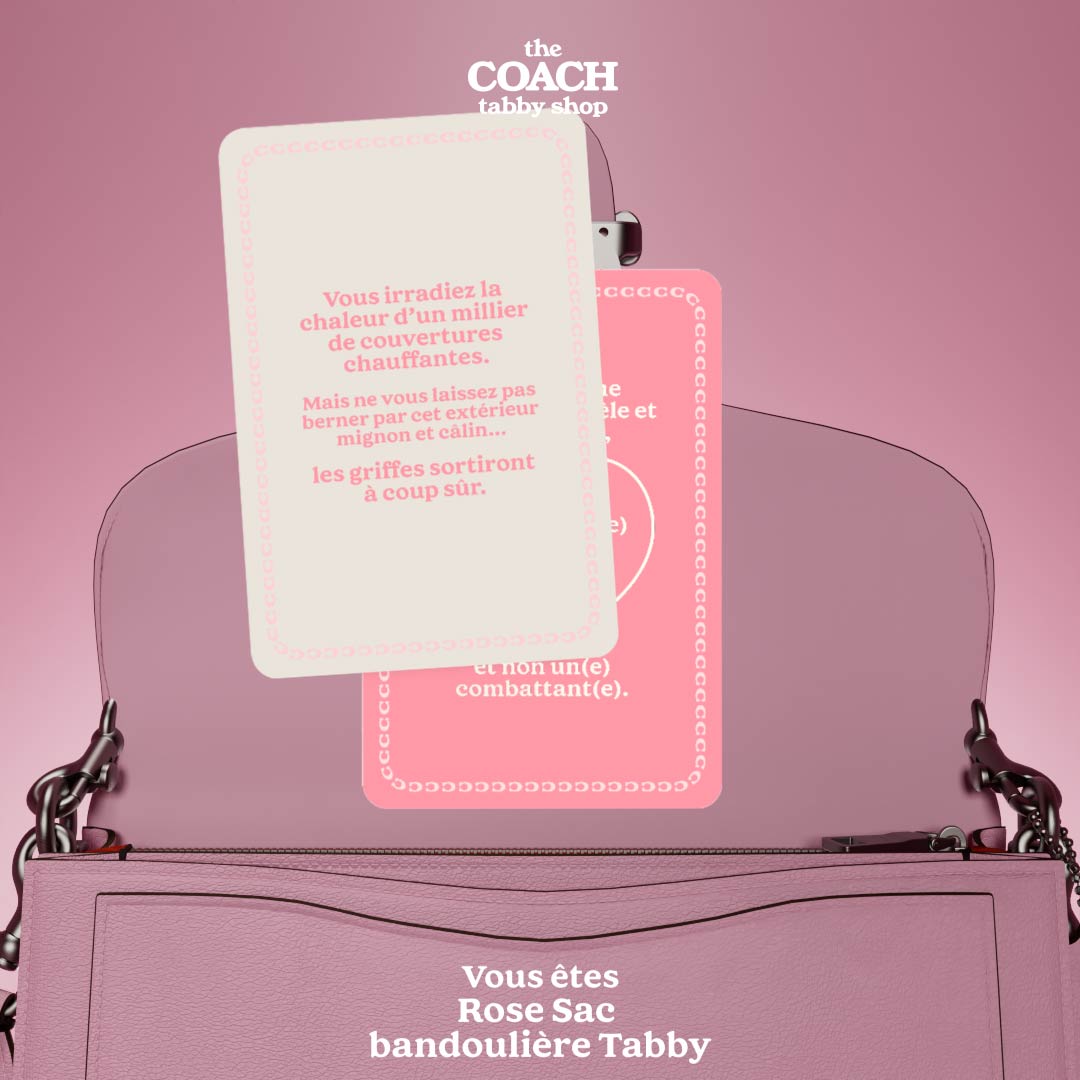 the
COACH
tabby shop
Vous irradiez la
chaleur d’un millier
de couvertures
chauffantes.
Mais ne vous laissez pas
berner par cet extérieur
mignon et câlin...
les griffes sortiront
à coup sûr.
et
et non un(e)
combattant(e).
Vous êtes
Rose Sac
bandoulière Tabby